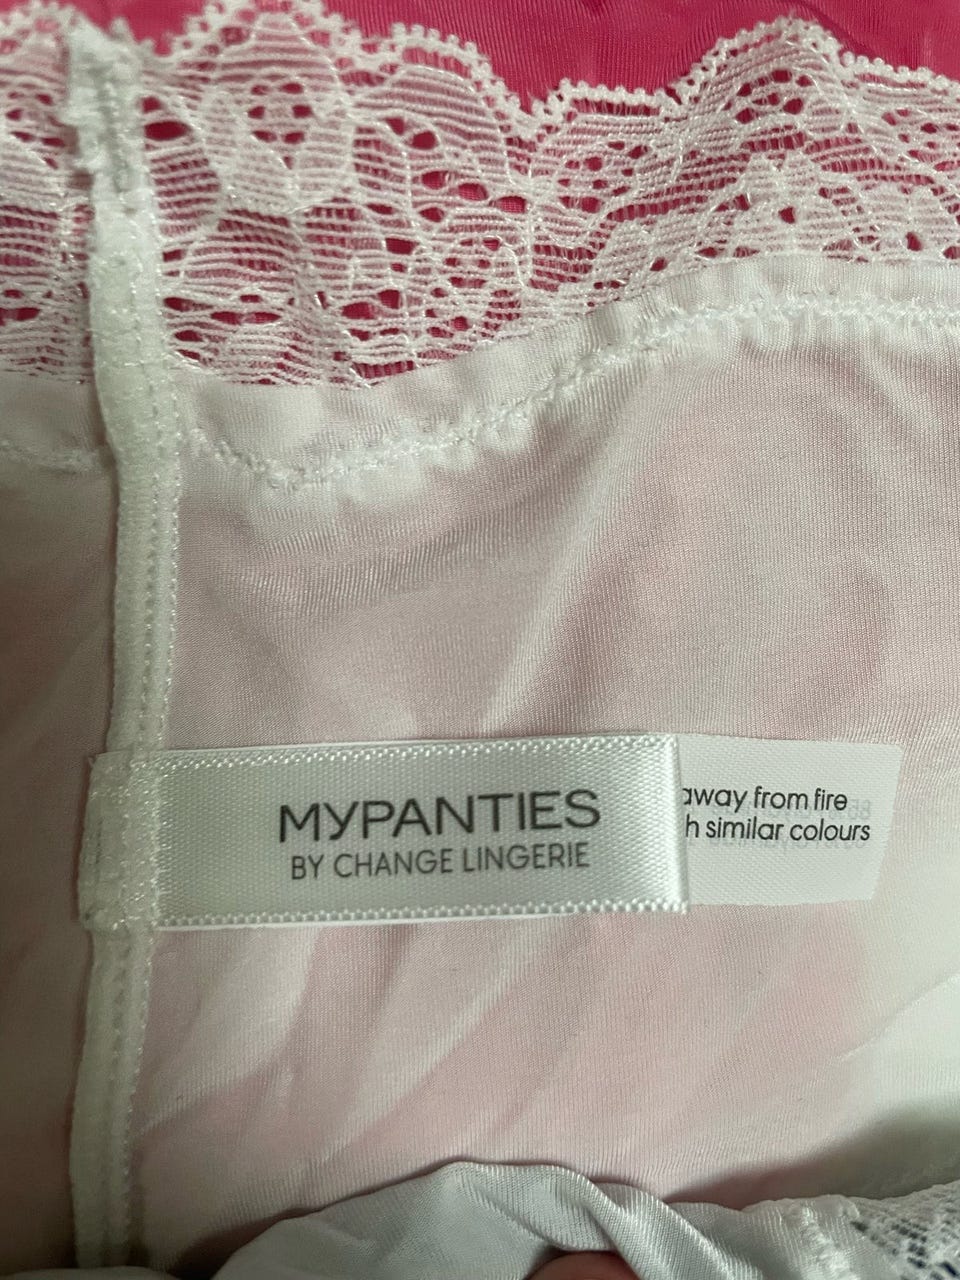 MYPANTIES
BY CHANGE LINGERIE
away from fire
h similar colours